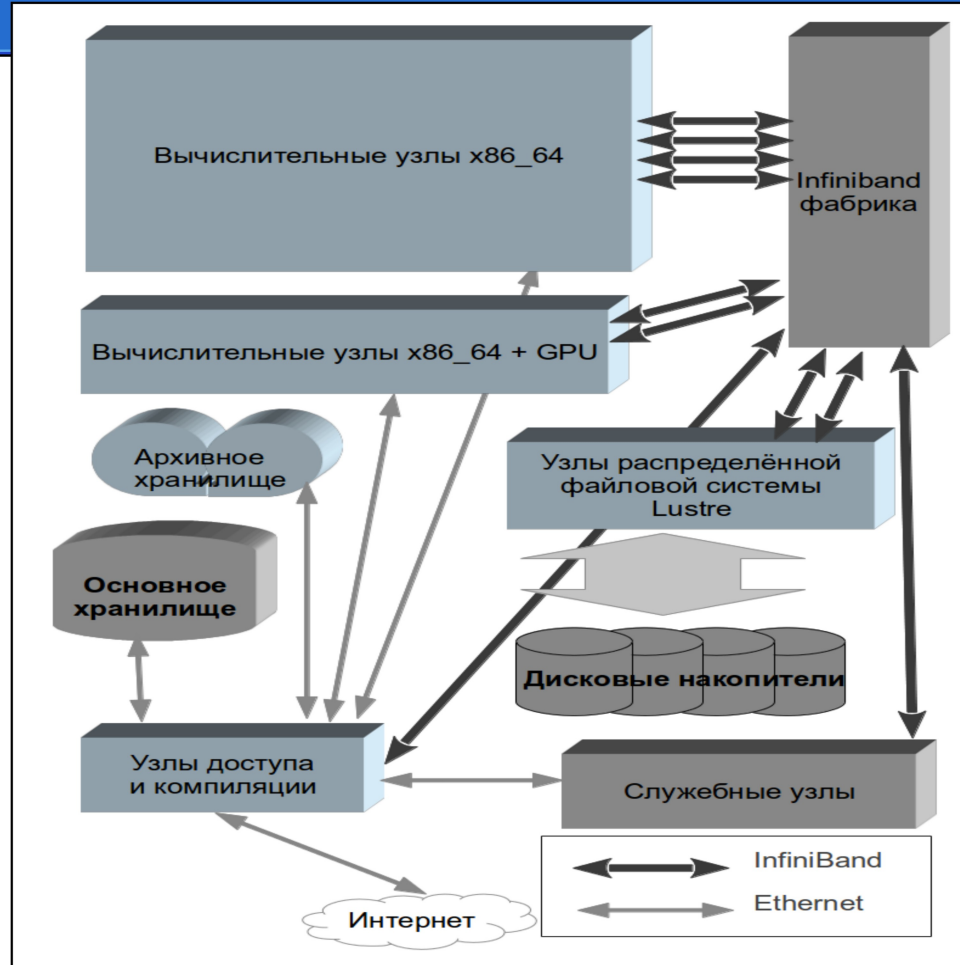 Вычислительные узлы x86_64
Infiniband
фабрика
Вычислительные узлы x86_64 + GPU
Архивное
хранилище
Узлы распределённой
файловой системы
Lustre
Основное
хранилище
Дисковые накопители
Узлы доступа
и компиляции
Служебные узлы
InfiniBand
Ethernet
Интернет